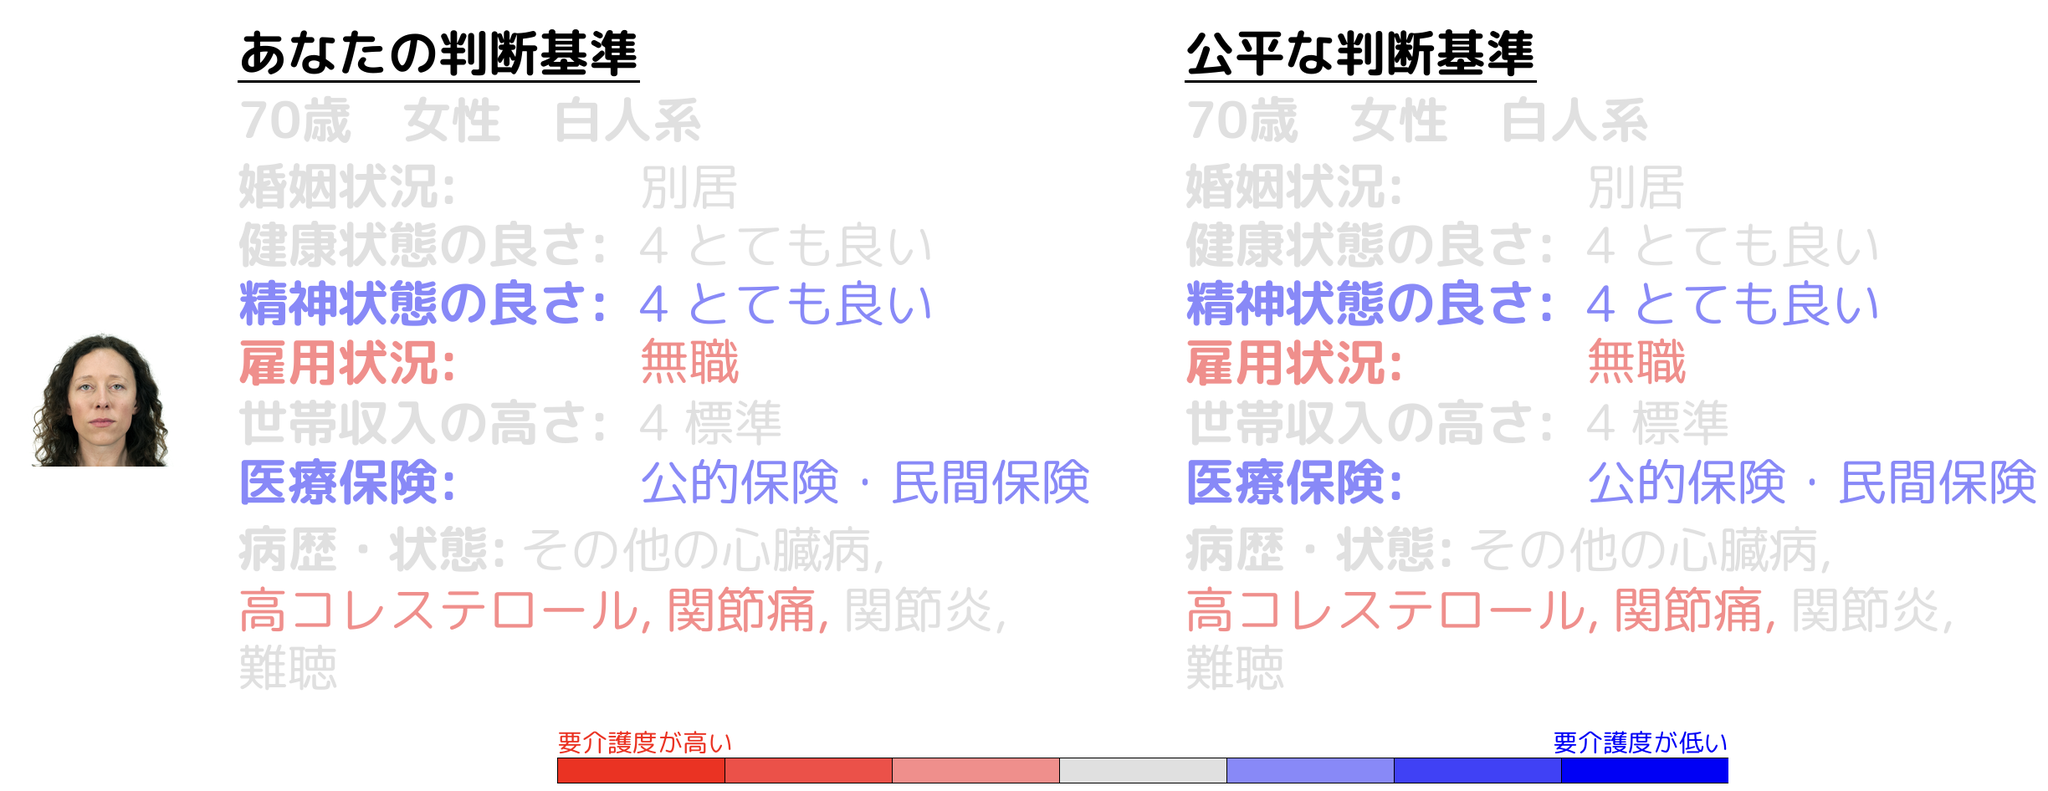 あなたの判断基準
70歳　女性　白人系
婚姻状況: 別居
健康状態の良さ: 4 とても良い
精神状態の良さ: 4 とても良い
雇用状況: 無職
世帯収入の高さ: 4 標準
医療保険: 公的保険・民間保険
病歴・状態: その他の心臓病,
高コレステロール, 関節痛, 関節炎,
難聴
公平な判断基準
70歳　女性　白人系
婚姻状況: 別居
健康状態の良さ: 4 とても良い
精神状態の良さ: 4 とても良い
雇用状況: 無職
世帯収入の高さ: 4 標準
医療保険: 公的保険・民間保険
病歴・状態: その他の心臓病,
高コレステロール, 関節痛, 関節炎,
難聴
要介護度が高い
要介護度が低い